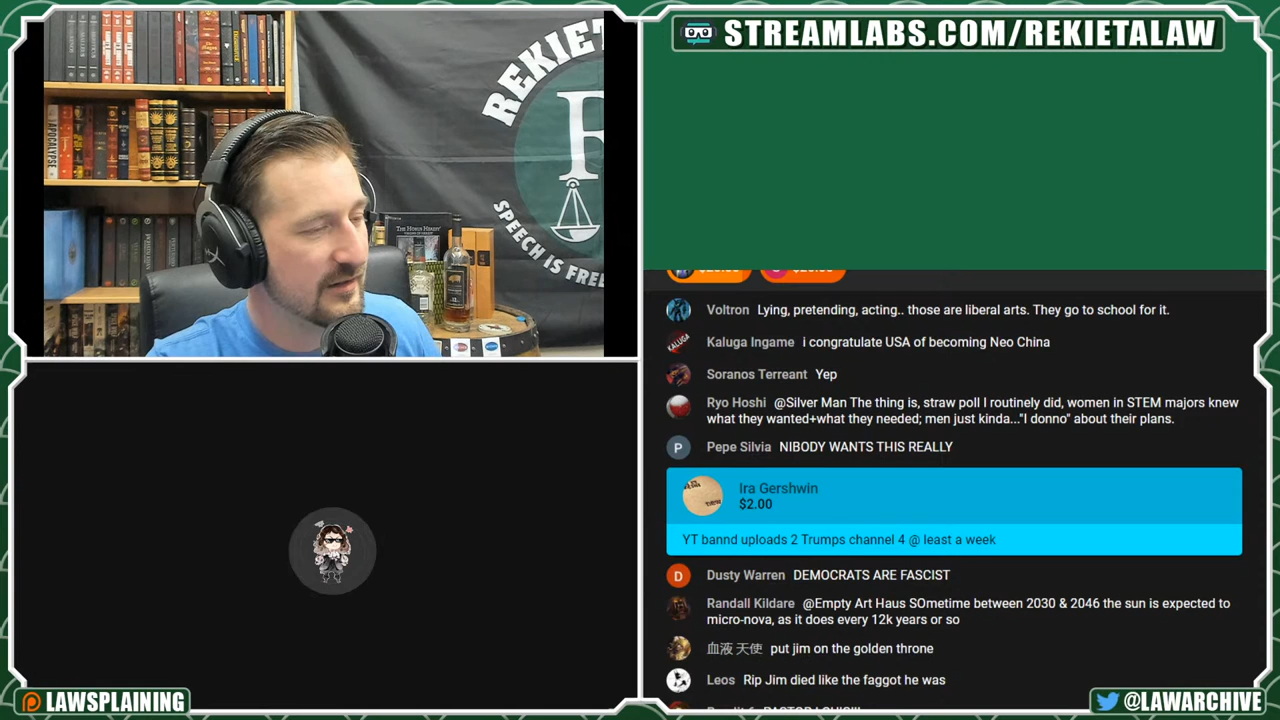 STREAMLABS.COM/REKIETALAW
REKIET
SPEECH IS FREE
R
APOCALYPSE
THE HORUS HERESY
Voltron Lying, pretending, acting.. those are liberal arts. They go to school for it.
Kaluga Ingame i congratulate USA of becoming Neo China
KALUGA
Soranos Terreant Yep
Ryo Hoshi @Silver Man The thing is, straw poll I routinely did, women in STEM majors knew
what they wanted+what they needed; men just kinda..."I donno" about their plans.
P
Pepe Silvia NIBODY WANTS THIS REALLY
Ira Gershwin
$2.00
YT bannd uploads 2 Trumps channel 4 @ least a week
D
Dusty Warren DEMOCRATS ARE FASCIST
Randall Kildare @Empty Art Haus SOmetime between 2030 & 2046 the sun is expected to
micro-nova, as it does every 12k years or so
血液 天使 put jim on the golden throne
Leos Rip Jim died like the faggot he was
LAWSPLAINING
@LAWARCHIVE